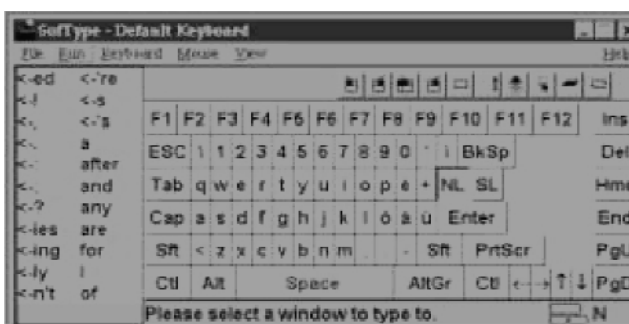 SofType - Default Keyboard
File Run Keyboard Mouse View Help
<-ed <-'re
<-! <-s
<-, <-'s
<-. a
<-: after
<-. and
<-? any
<-ies are
<-ing for
<-ly I
<-n't of
F1 F2 F3 F4 F5 F6 F7 F8 F9 F10 F11 F12 Ins
ESC \ 1 2 3 4 5 6 7 8 9 0 ' ì BkSp Del
Tab q w e r t y u i o p è + NL SL Hme
Cap a s d f g h j k l ò à ù Enter End
Sft < z x c v b n m , . - Sft PrtScr PgU
Ctl Alt Space AltGr Ctl ← → ↑ ↓ PgD
Please select a window to type to. N